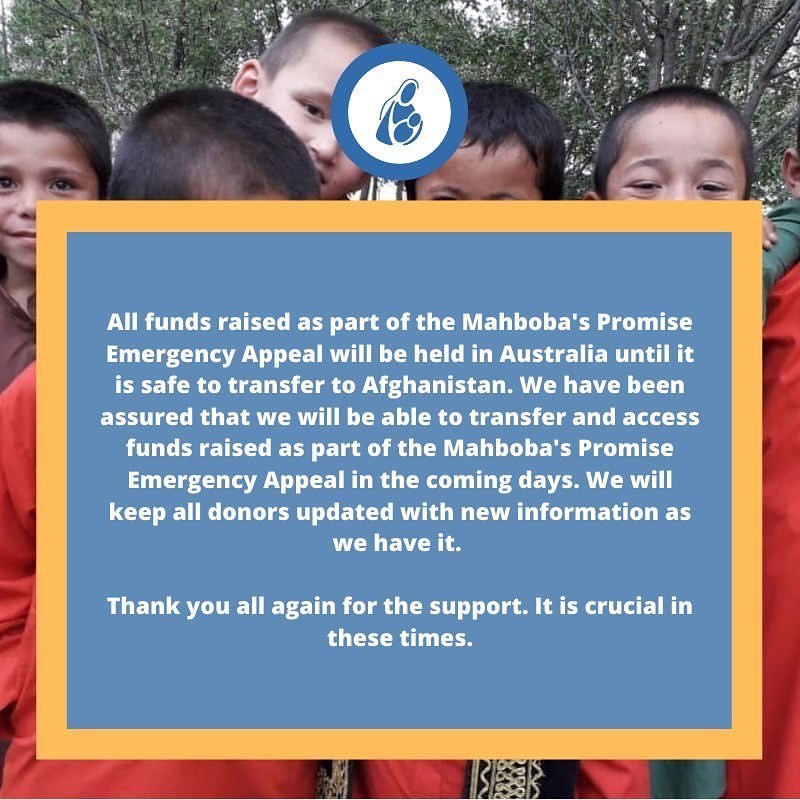 All funds raised as part of the Mahboba's Promise
Emergency Appeal will be held in Australia until it
is safe to transfer to Afghanistan. We have been
assured that we will be able to transfer and access
funds raised as part of the Mahboba's Promise
Emergency Appeal in the coming days. We will
keep all donors updated with new information as
we have it.
Thank you all again for the support. It is crucial in
these times.